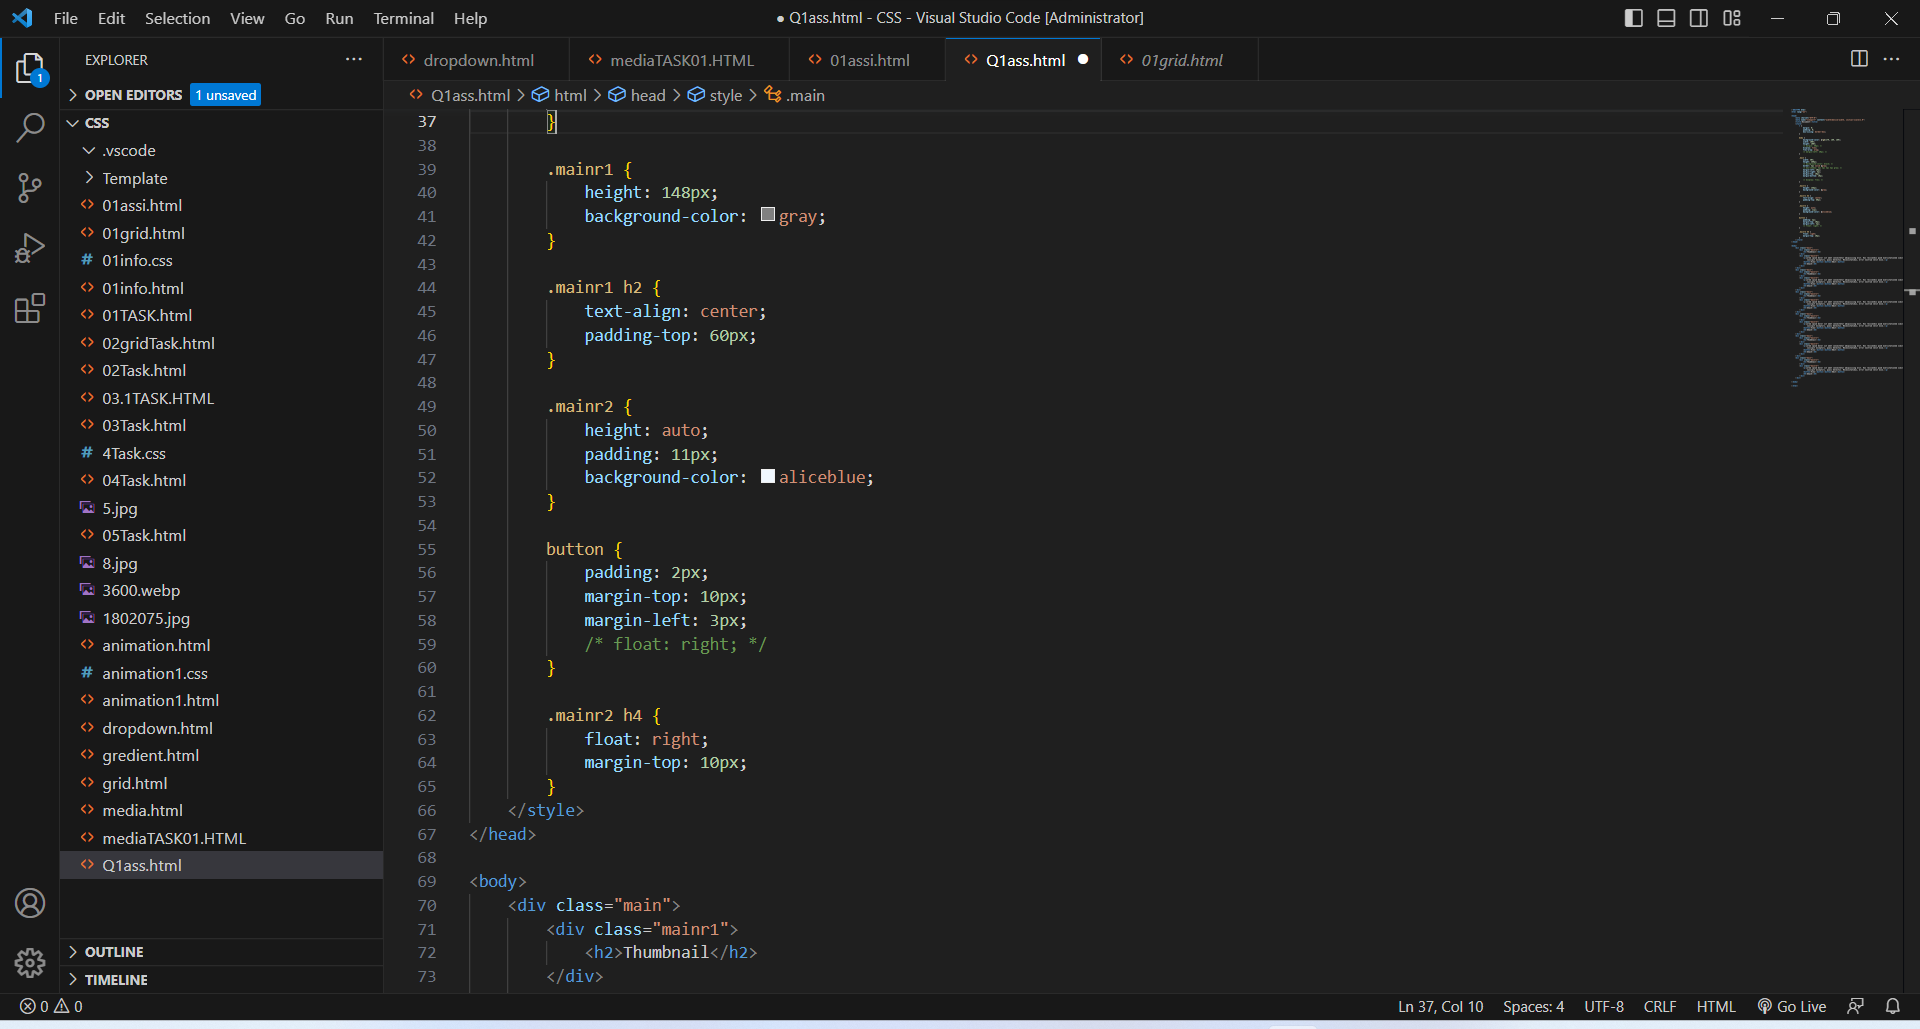 File Edit Selection View Go Run Terminal Help
● Q1ass.html - CSS - Visual Studio Code [Administrator]
EXPLORER
OPEN EDITORS 1 unsaved
CSS
.vscode
Template
01assi.html
01grid.html
# 01info.css
01info.html
01TASK.html
02gridTask.html
02Task.html
03.1TASK.HTML
03Task.html
# 4Task.css
04Task.html
5.jpg
05Task.html
8.jpg
3600.webp
1802075.jpg
animation.html
# animation1.css
animation1.html
dropdown.html
gredient.html
grid.html
media.html
mediaTASK01.HTML
Q1ass.html
OUTLINE
TIMELINE
1
dropdown.html mediaTASK01.HTML 01assi.html Q1ass.html 01grid.html
Q1ass.html > html > head > style > .main
37 }
38
39 .mainr1 {
40 height: 148px;
41 background-color: gray;
42 }
43
44 .mainr1 h2 {
45 text-align: center;
46 padding-top: 60px;
47 }
48
49 .mainr2 {
50 height: auto;
51 padding: 11px;
52 background-color: aliceblue;
53 }
54
55 button {
56 padding: 2px;
57 margin-top: 10px;
58 margin-left: 3px;
59 /* float: right; */
60 }
61
62 .mainr2 h4 {
63 float: right;
64 margin-top: 10px;
65 }
66 </style>
67 </head>
68
69 <body>
70 <div class="main">
71 <div class="mainr1">
72 <h2>Thumbnail</h2>
73 </div>
0 0
Ln 37, Col 10 Spaces: 4 UTF-8 CRLF HTML Go Live